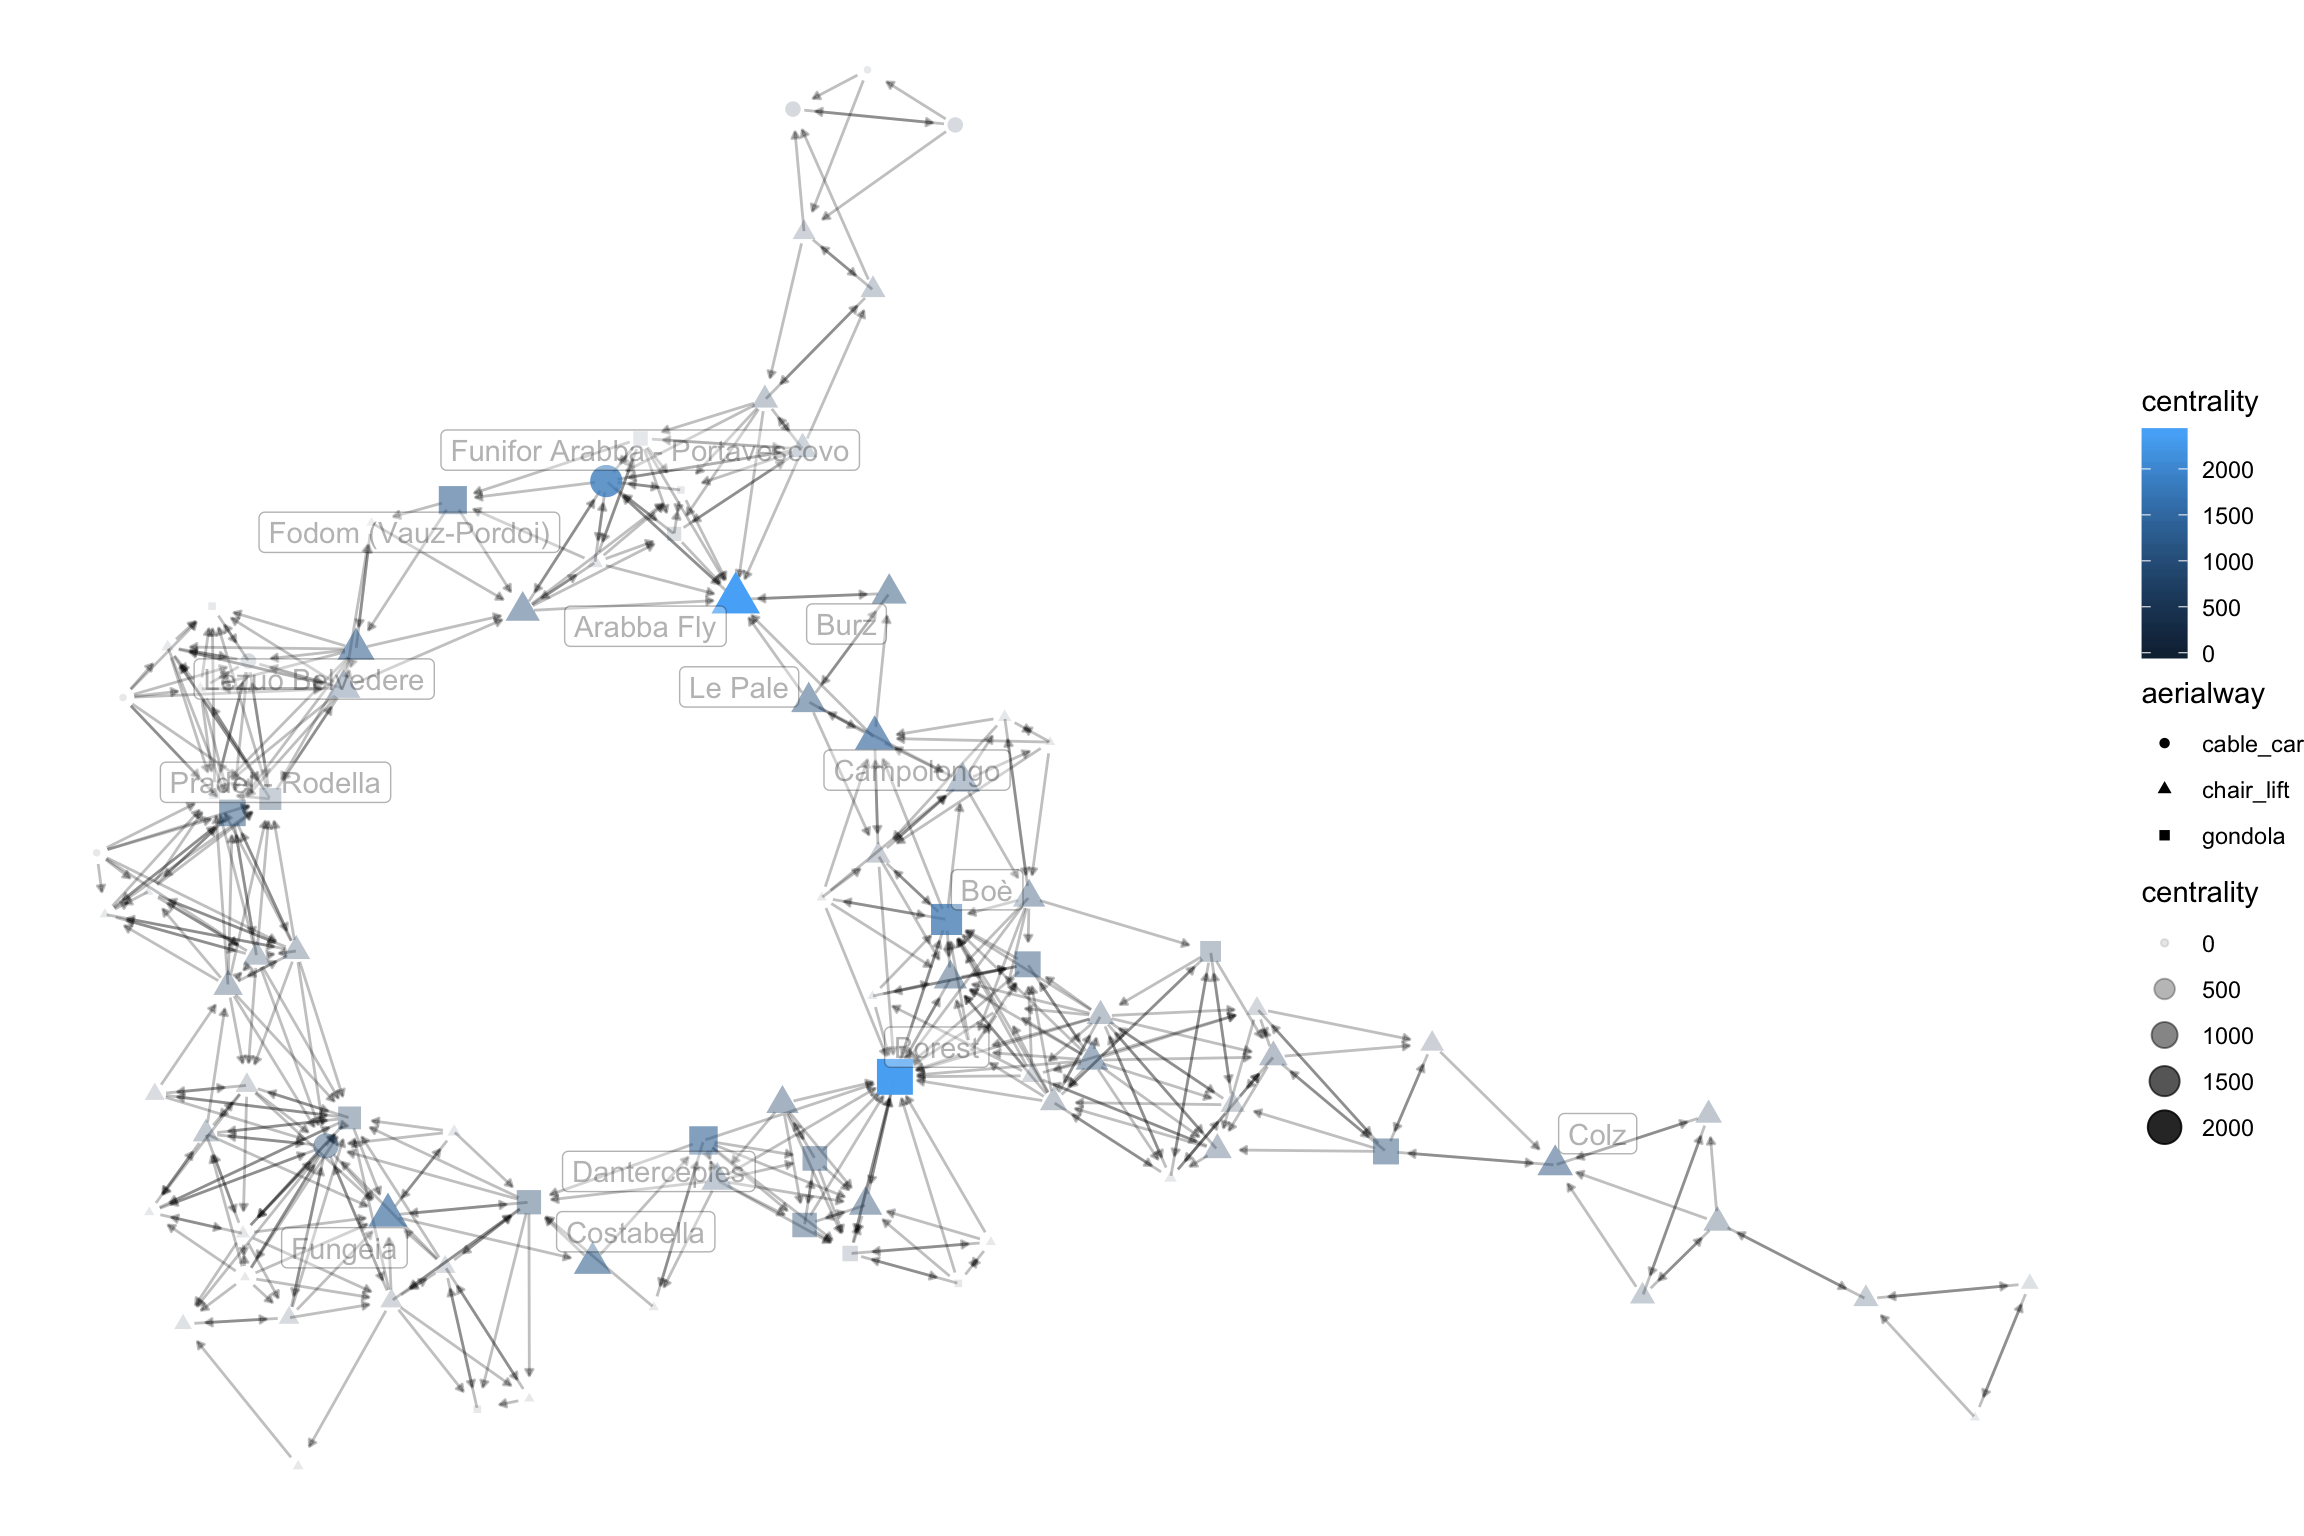 Funifor Arabba - Portavescovo
Fodom (Vauz-Pordoi)
Arabba Fly
Burz
Lezuo Belvedere
Le Pale
Campolongo
Pradel - Rodella
Boè
Borest
Colz
Dantercepies
Costabella
Fungeia
centrality
2000
1500
1000
500
0
aerialway
cable_car
chair_lift
gondola
centrality
0
500
1000
1500
2000